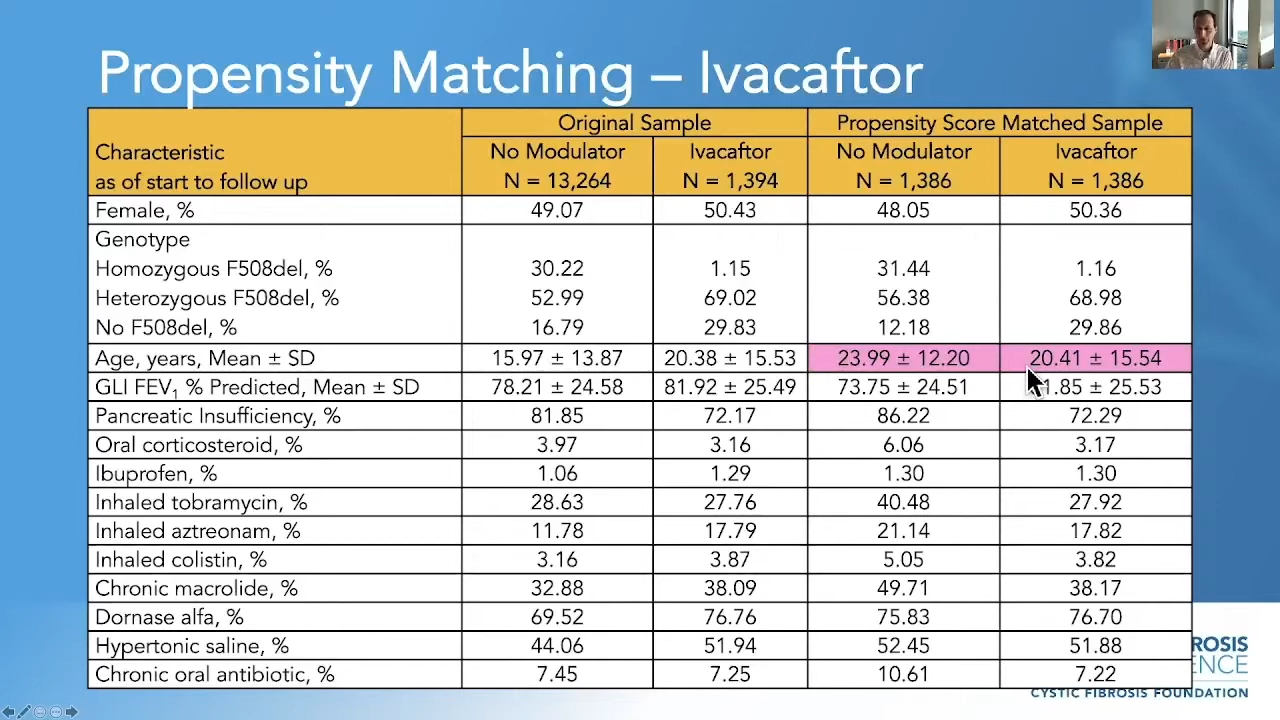 Propensity Matching – Ivacaftor
Original Sample Propensity Score Matched Sample
Characteristic as of start to follow up No Modulator N = 13,264 Ivacaftor N = 1,394 No Modulator N = 1,386 Ivacaftor N = 1,386
Female, % 49.07 50.43 48.05 50.36
Genotype
Homozygous F508del, % 30.22 1.15 31.44 1.16
Heterozygous F508del, % 52.99 69.02 56.38 68.98
No F508del, % 16.79 29.83 12.18 29.86
Age, years, Mean ± SD 15.97 ± 13.87 20.38 ± 15.53 23.99 ± 12.20 20.41 ± 15.54
GLI FEV₁ % Predicted, Mean ± SD 78.21 ± 24.58 81.92 ± 25.49 73.75 ± 24.51 1.85 ± 25.53
Pancreatic Insufficiency, % 81.85 72.17 86.22 72.29
Oral corticosteroid, % 3.97 3.16 6.06 3.17
Ibuprofen, % 1.06 1.29 1.30 1.30
Inhaled tobramycin, % 28.63 27.76 40.48 27.92
Inhaled aztreonam, % 11.78 17.79 21.14 17.82
Inhaled colistin, % 3.16 3.87 5.05 3.82
Chronic macrolide, % 32.88 38.09 49.71 38.17
Dornase alfa, % 69.52 76.76 75.83 76.70
Hypertonic saline, % 44.06 51.94 52.45 51.88
Chronic oral antibiotic, % 7.45 7.25 10.61 7.22
ROSIS
ENCE
CYSTIC FIBROSIS FOUNDATION